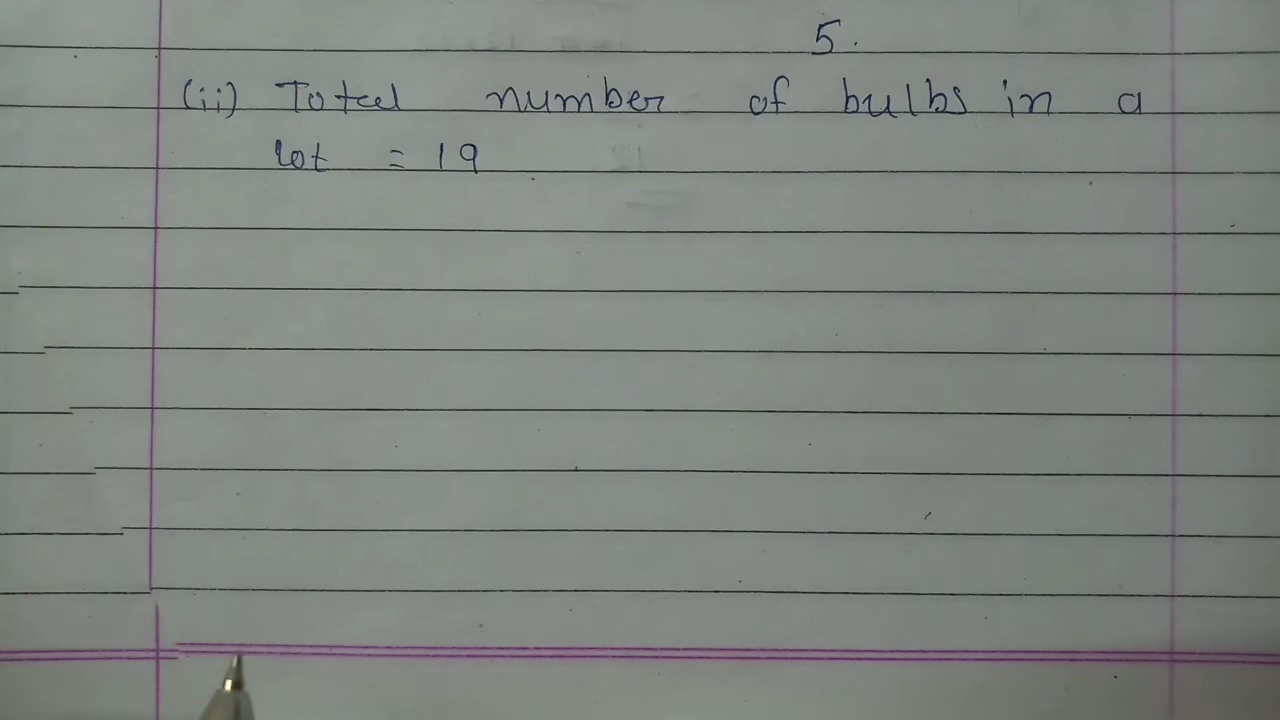 5.
(ii) Total number of bulbs in a
lot = 19